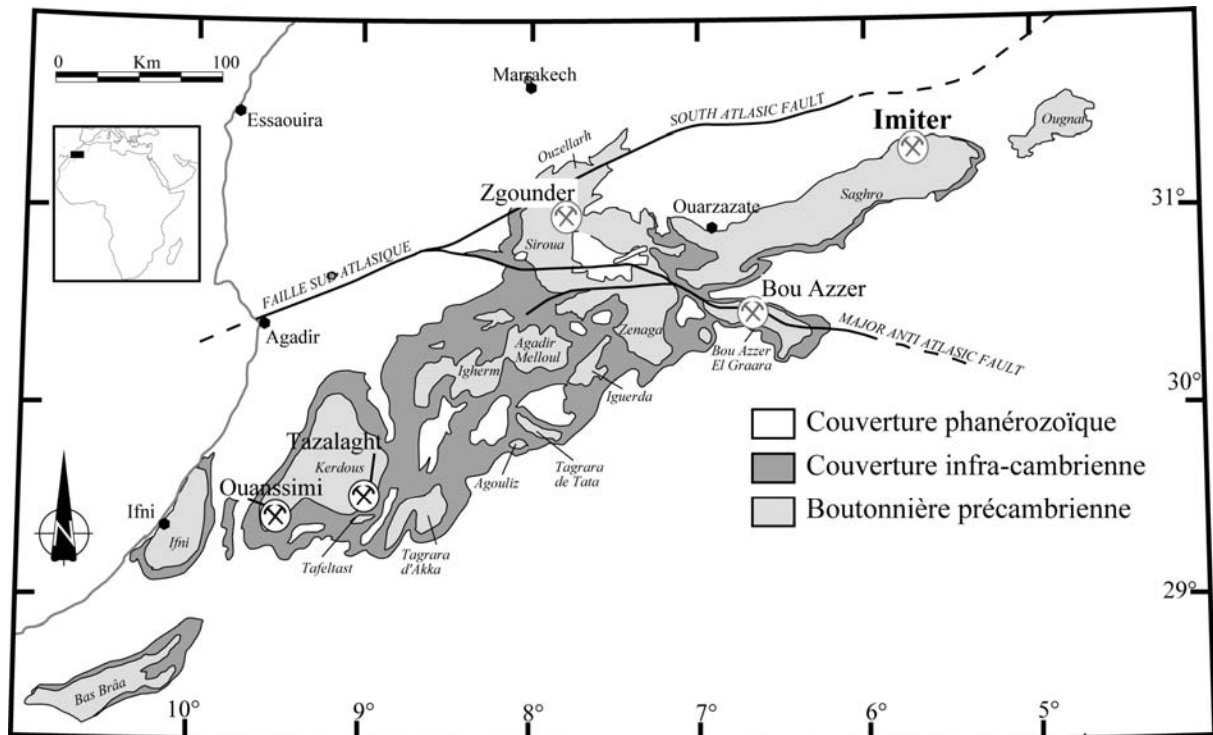 0 Km 100
Marrakech
Essaouira
SOUTH ATLASIC FAULT
Imiter
Ougnat
Ouzellarh
Zgounder
Saghro
31°
Ouarzazate
Siroua
FAILLE SUD-ATLASIQUE
Bou Azzer
Agadir
Zenaga
MAJOR ANTI ATLASIC FAULT
Agadir
Melloul
Bou Azzer
El Graara
Igherm
Iguerda
30°
Couverture phanérozoïque
Tazalaght
Couverture infra-cambrienne
Kerdous
Agouliz
Tagrara
de Tata
Ouanssimi
Boutonnière précambrienne
Ifni
Ifni
Tafeltast
Tagrara
d'Akka
29°
Bas Brâa
10° 9° 8° 7° 6° 5°